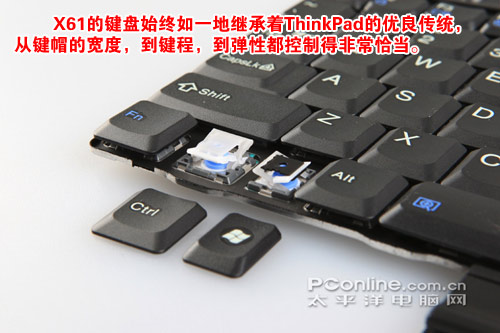 X61的键盘始终如一地继承着ThinkPad的优良传统，
从键帽的宽度，到键程，到弹性都控制得非常恰当。
CapsLk
A
S
D
Shift
Z
X
C
Fn
Alt
Ctrl
PConline.com.cn
太平洋电脑网